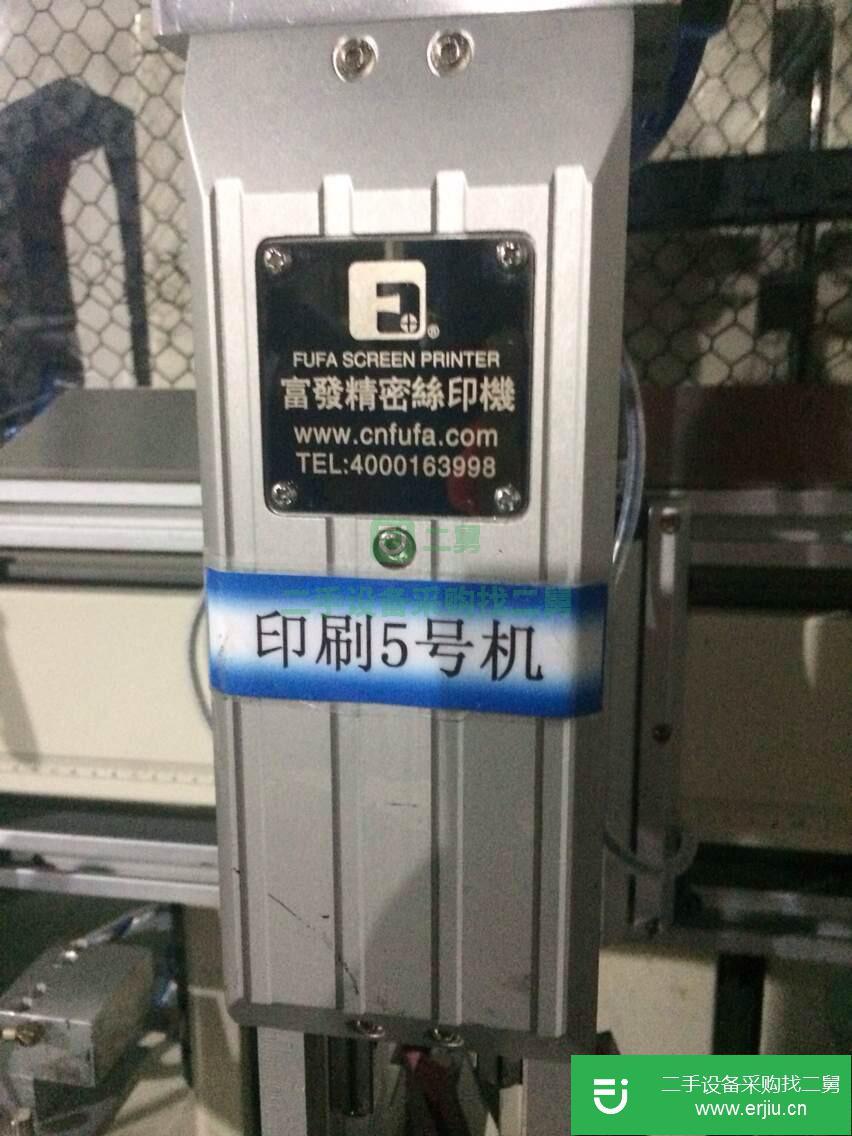 ®
FUFA SCREEN PRINTER
富發精密絲印機
www.cnfufa.com
TEL:4000163998
二舅
二手设备采购找二舅
印刷5号机
二手设备采购找二舅
www.erjiu.cn